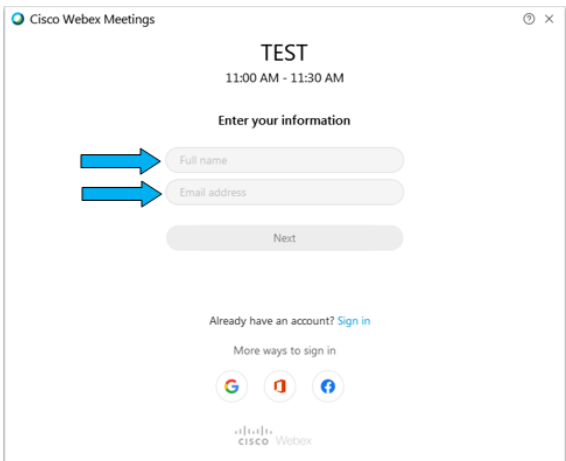 Cisco Webex Meetings
TEST
11:00 AM - 11:30 AM
Enter your information
Full name
Email address
Next
Already have an account? Sign in
More ways to sign in
cisco Webex